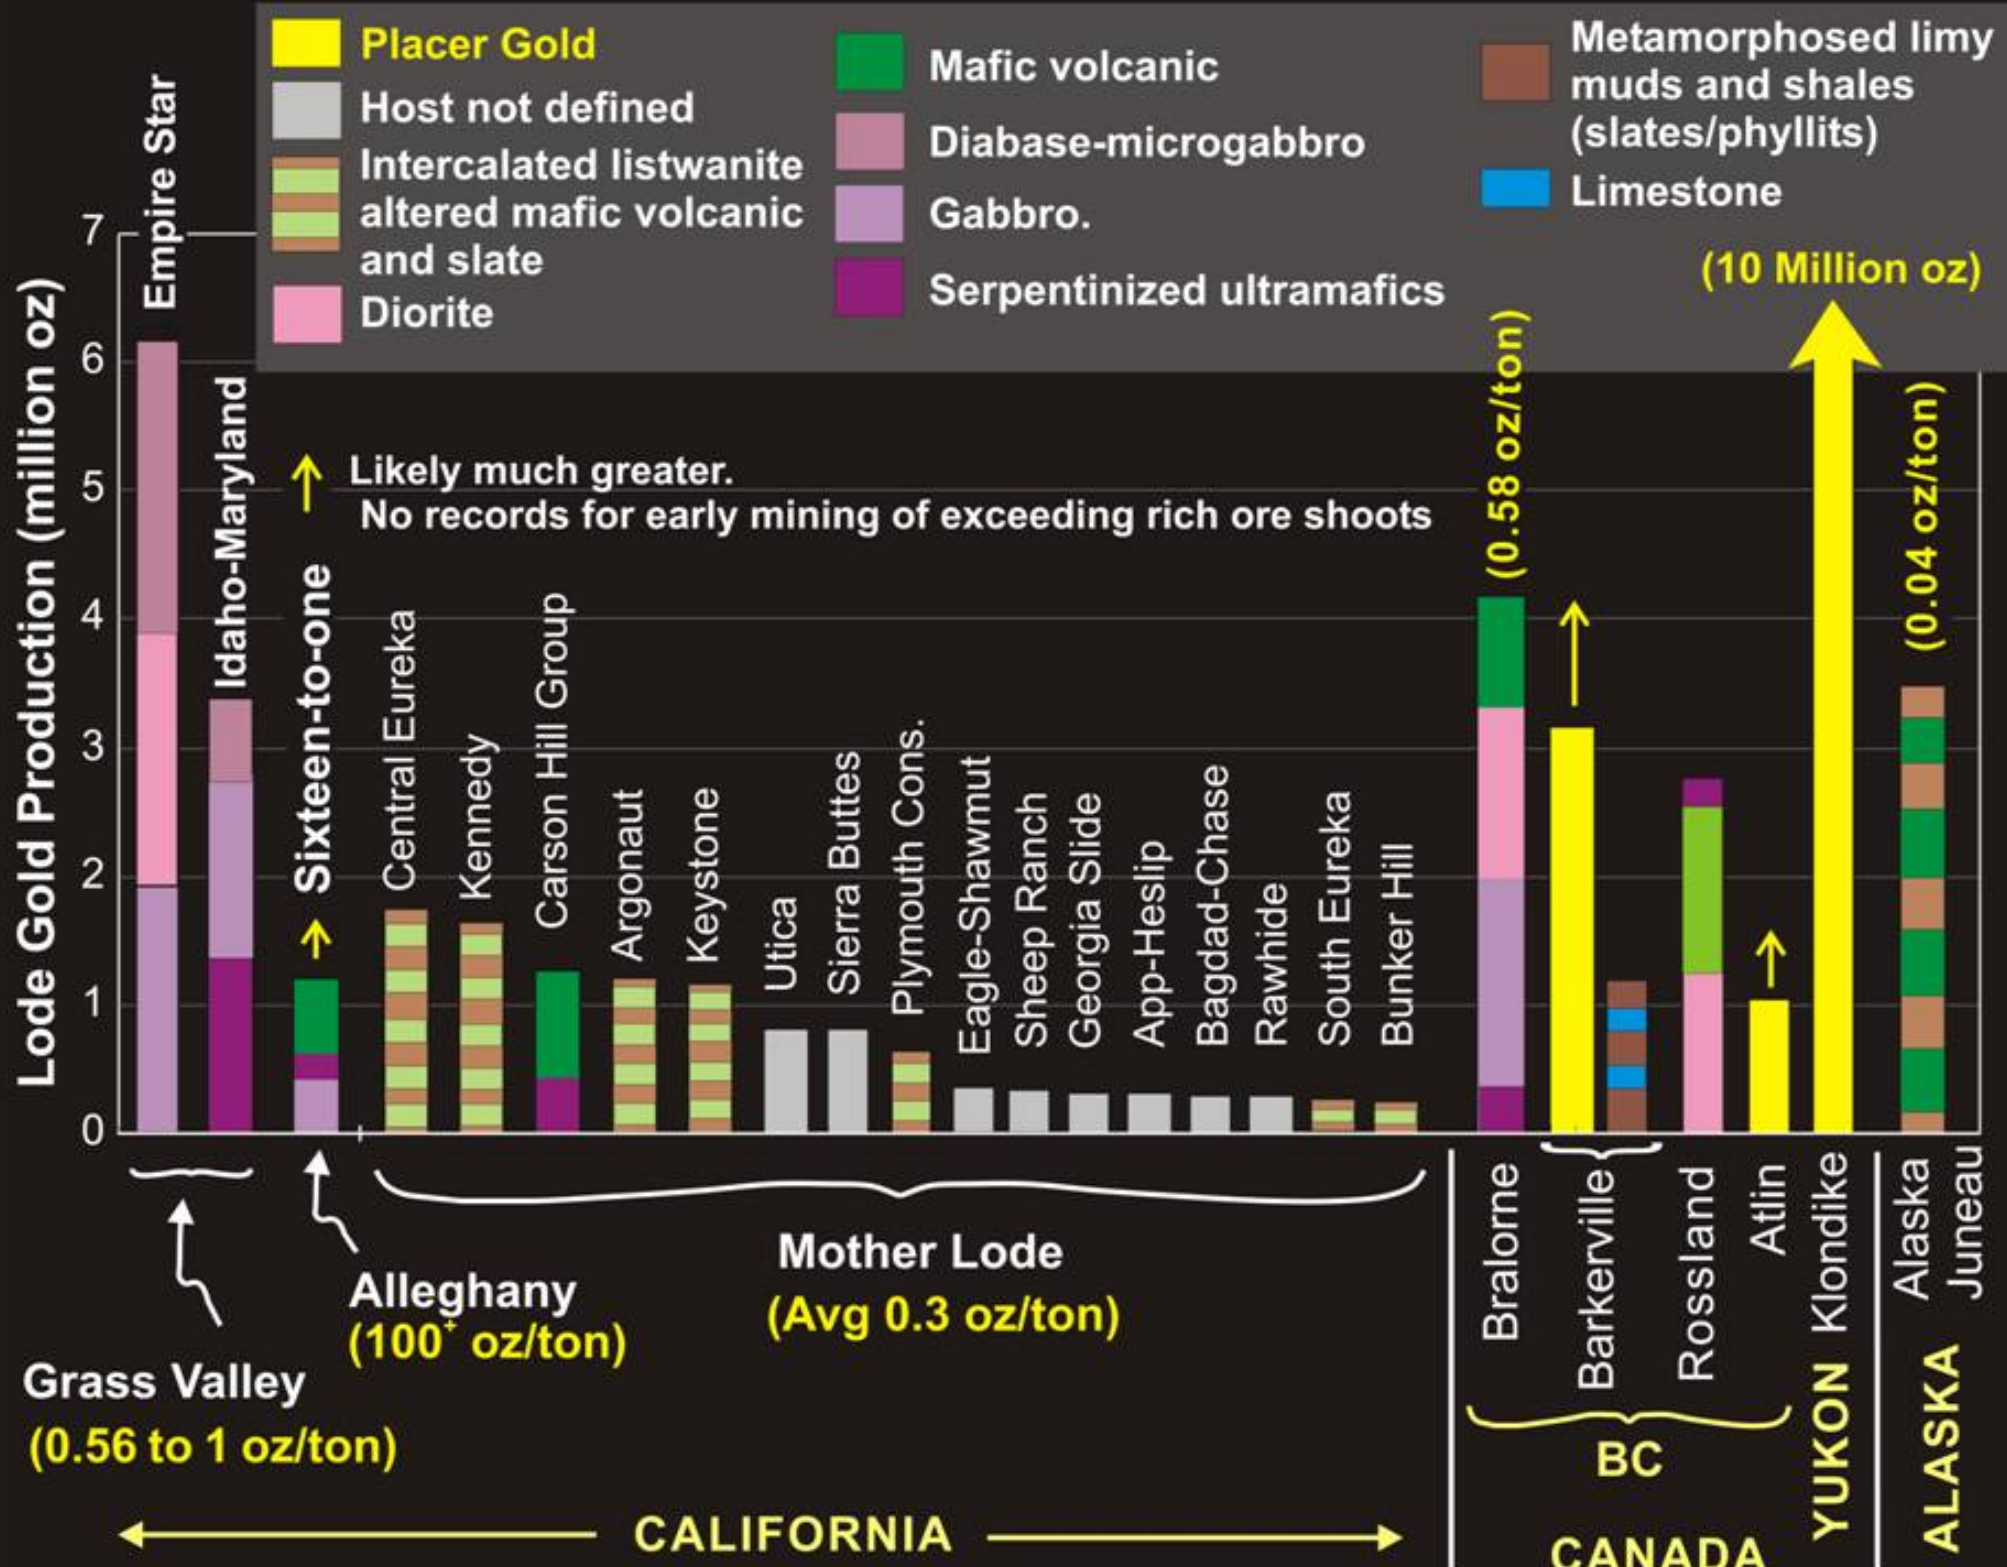 Placer Gold
Host not defined
Intercalated listwanite
altered mafic volcanic
and slate
Diorite
Mafic volcanic
Diabase-microgabbro
Gabbro.
Serpentinized ultramafics
Metamorphosed limy
muds and shales
(slates/phyllits)
Limestone
(10 Million oz)
Lode Gold Production (million oz)
7
6
5
4
3
2
1
0
Empire Star
Idaho-Maryland
Sixteen-to-one
Likely much greater.
No records for early mining of exceeding rich ore shoots
Central Eureka
Kennedy
Carson Hill Group
Argonaut
Keystone
Utica
Sierra Buttes
Plymouth Cons.
Eagle-Shawmut
Sheep Ranch
Georgia Slide
App-Heslip
Bagdad-Chase
Rawhide
South Eureka
Bunker Hill
(0.58 oz/ton)
(0.04 oz/ton)
Bralorne
Barkerville
Rossland
Atlin
Klondike
Alaska
Juneau
Grass Valley
(0.56 to 1 oz/ton)
Alleghany
(100+ oz/ton)
Mother Lode
(Avg 0.3 oz/ton)
BC
YUKON
ALASKA
CALIFORNIA
CANADA